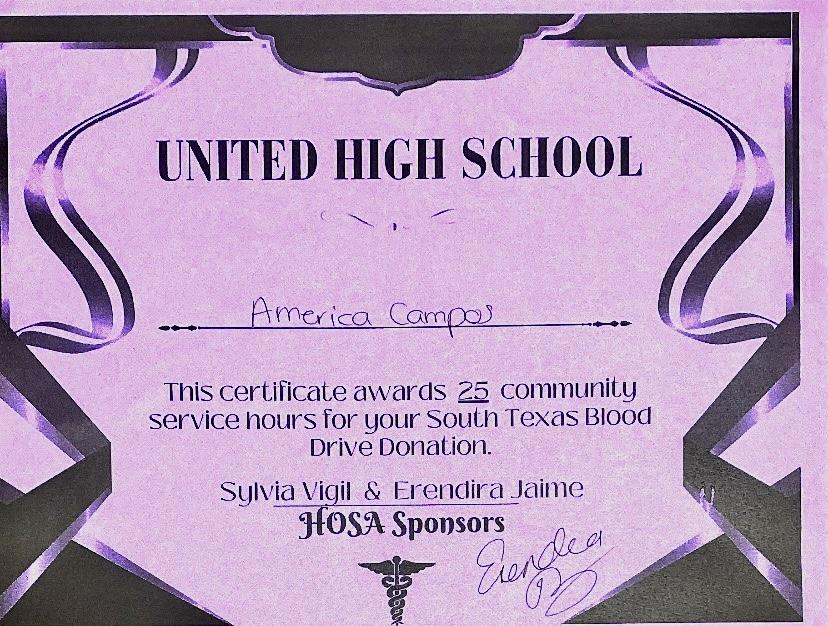 UNITED HIGH SCHOOL
America Campos
This certificate awards 25 community
service hours for your South Texas Blood
Drive Donation.
Sylvia Vigil & Erendira Jaime
HOSA Sponsors